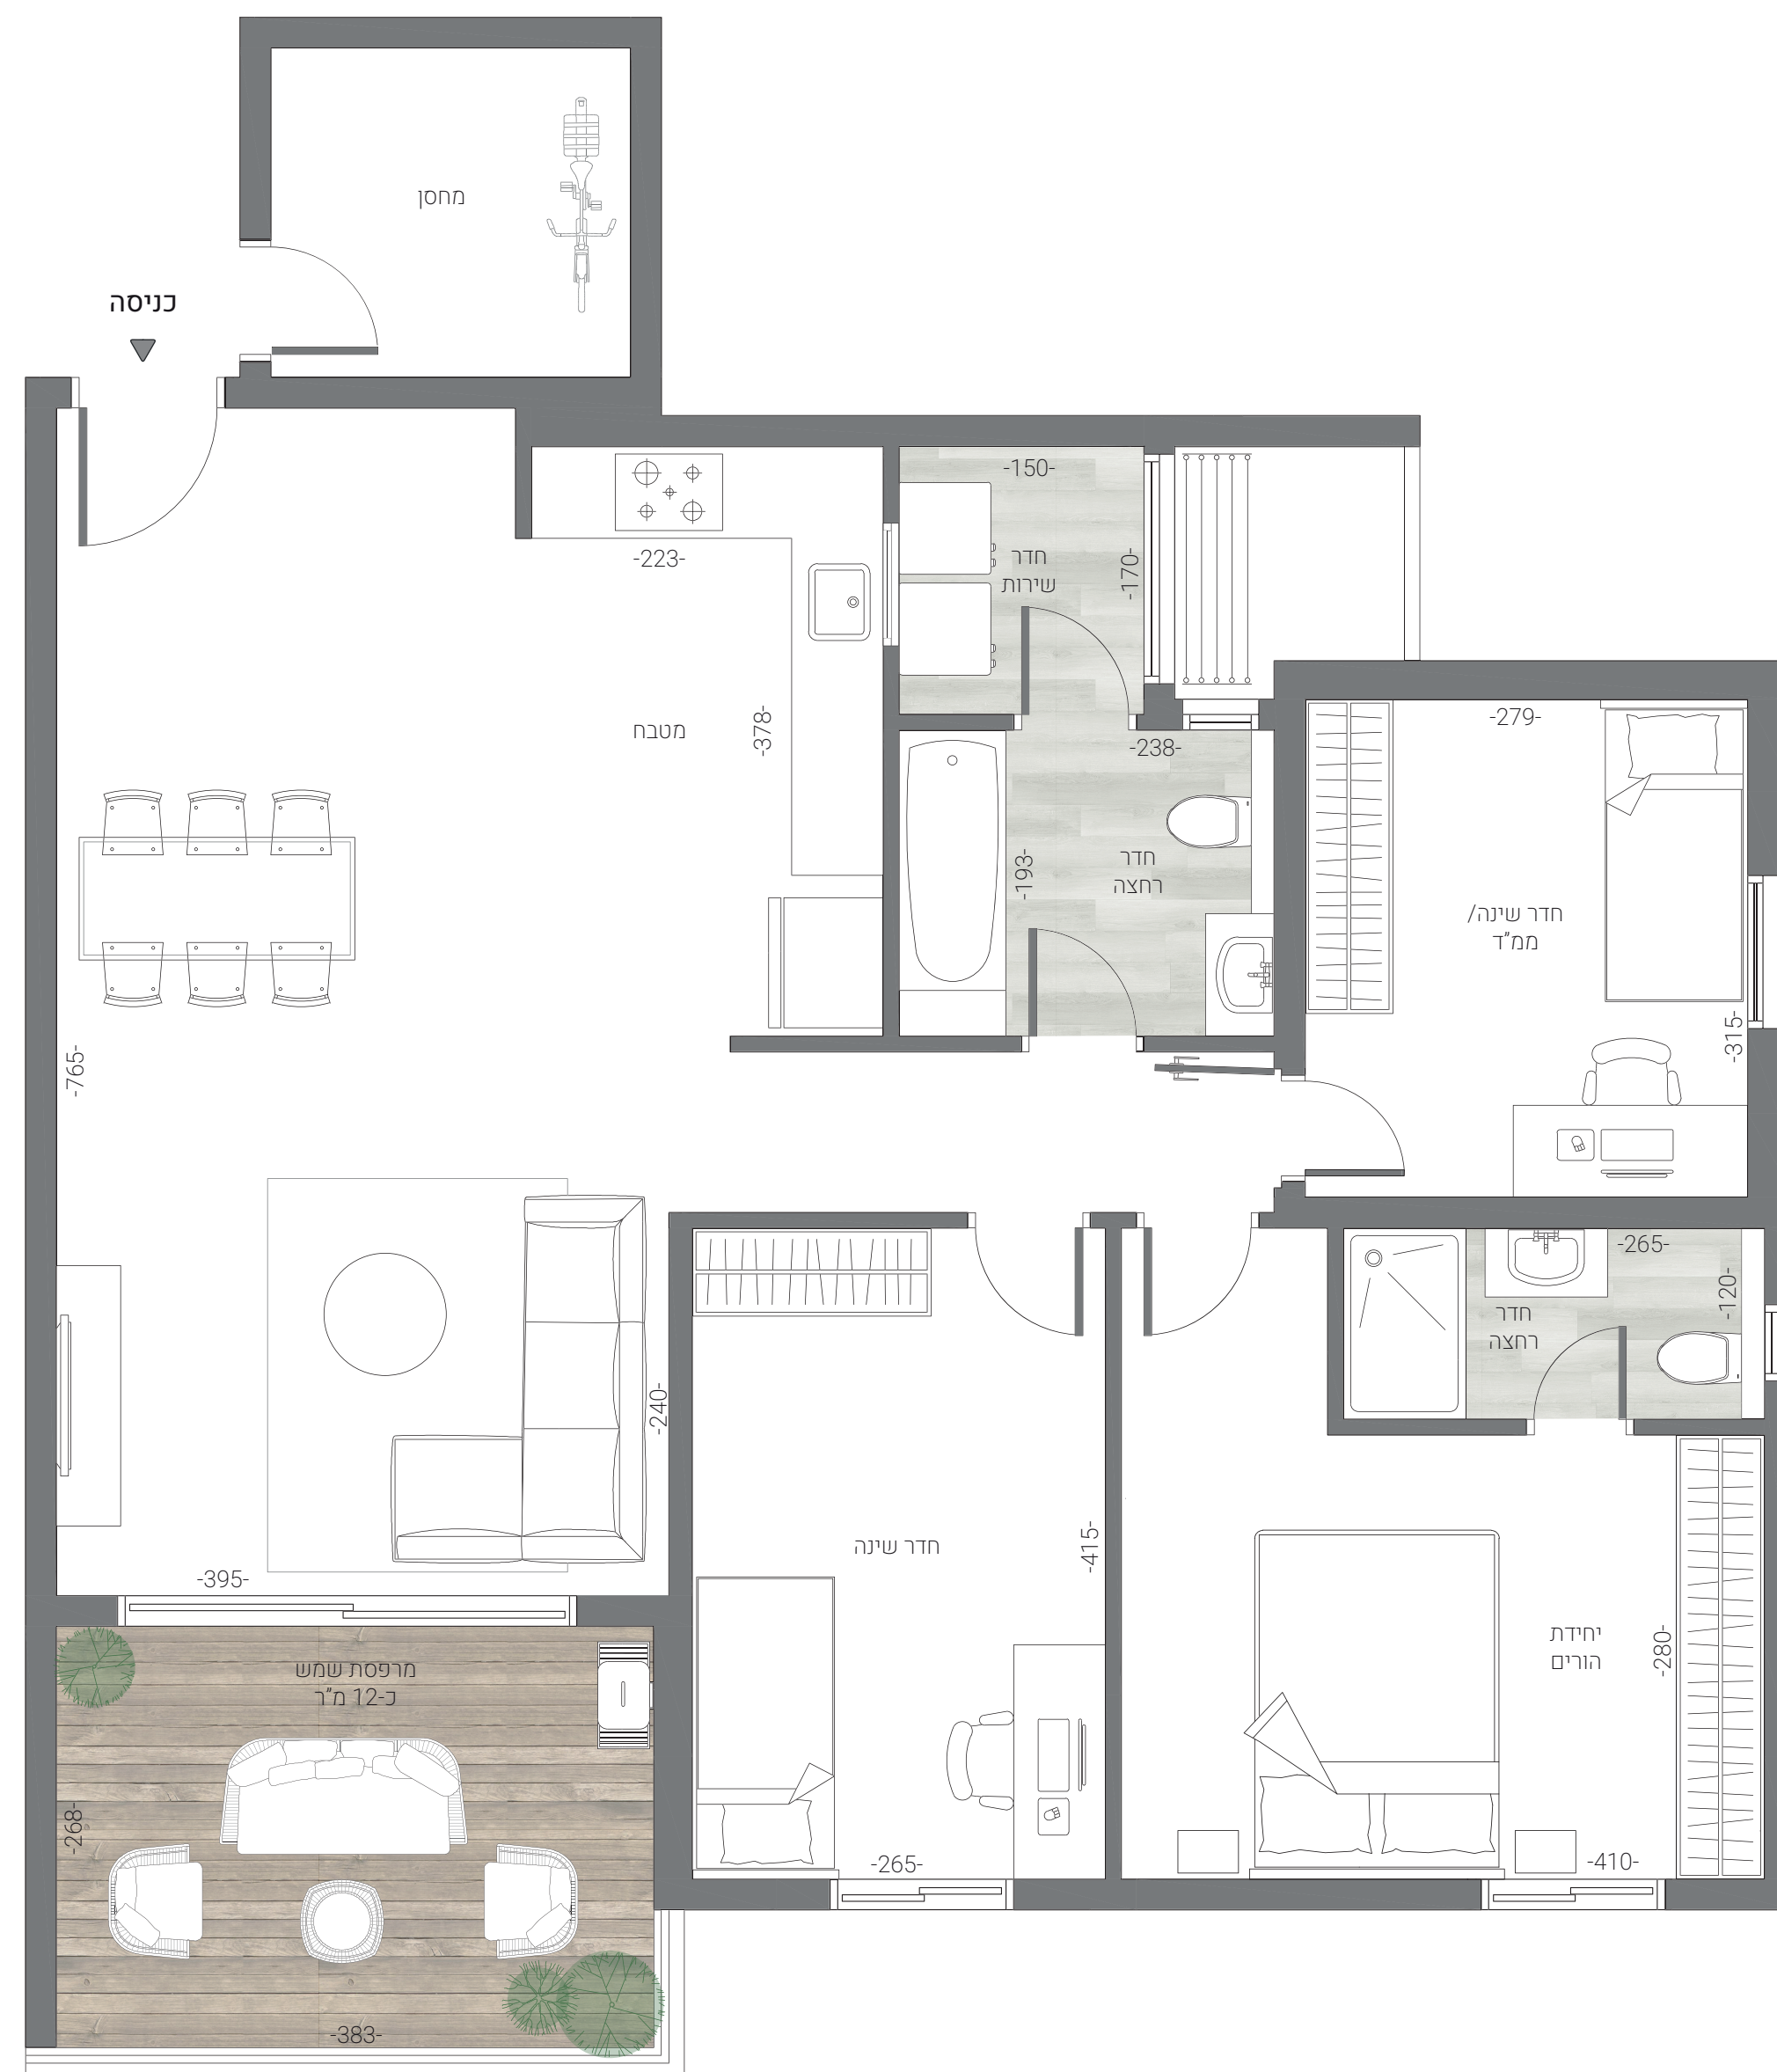 מחסן
כניסה
-150-
-223-
חדר
שירות
-170-
מטבח
-378-
-238-
-279-
חדר
רחצה
-193-
חדר שינה/
ממ״ד
-315-
-765-
-265-
-120-
חדר
רחצה
-240-
-415-
חדר שינה
-395-
יחידת
הורים
-280-
מרפסת שמש
כ-12 מ״ר
-268-
-265-
-410-
-383-